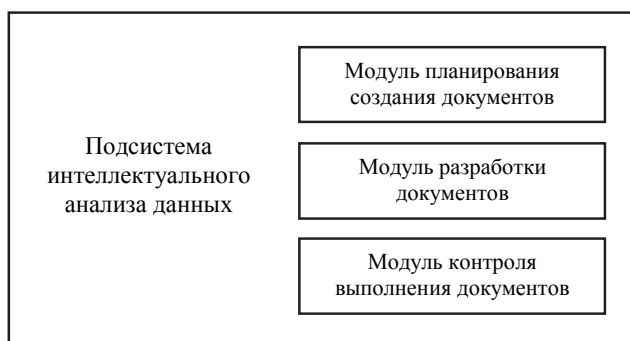 Подсистема
интеллектуального
анализа данных
Модуль планирования
создания документов
Модуль разработки
документов
Модуль контроля
выполнения документов